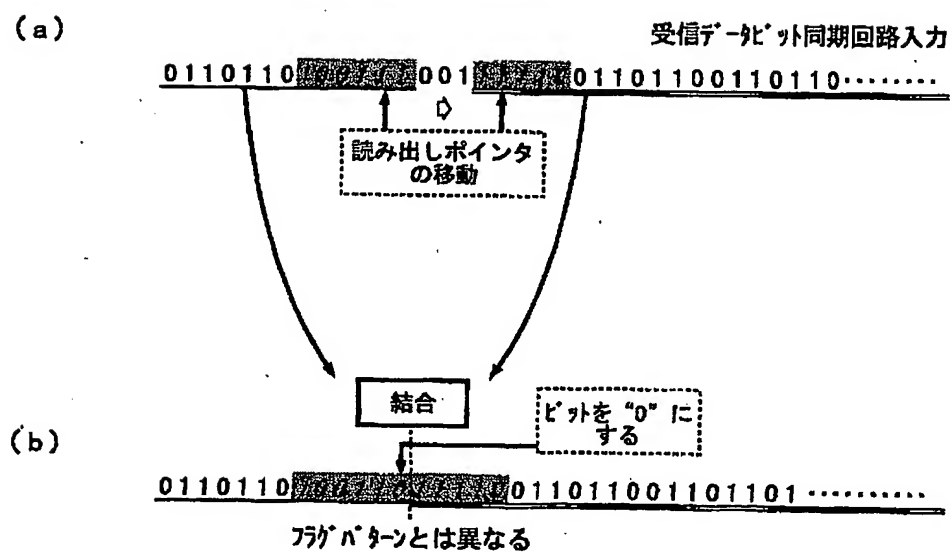 (a)
受信データビット同期回路入力
0110110 001 011011001101 10‥‥‥‥
読み出しポインタ
の移動
結合
ビットを "0" に
する
(b)
0110110 011011001101101‥‥‥‥
フラグパターンとは異なる